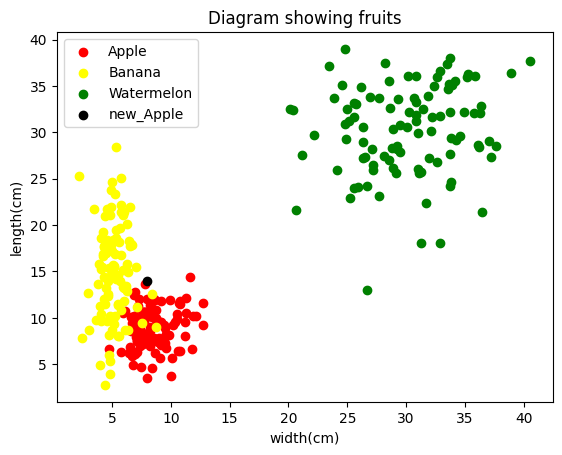 Diagram showing fruits
Apple
Banana
Watermelon
new_Apple
length(cm)
40
35
30
25
20
15
10
5
5
10
15
20
25
30
35
40
width(cm)